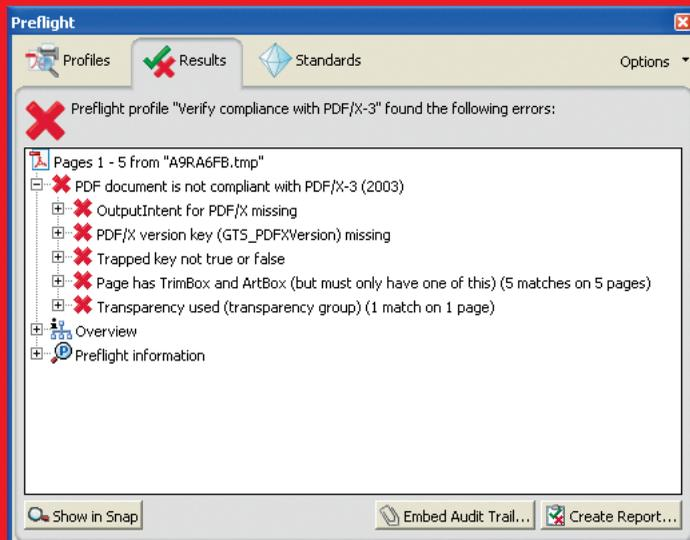 Preflight
Profiles
Results
Standards
Options
Preflight profile "Verify compliance with PDF/X-3" found the following errors:
Pages 1 - 5 from "A9RA6FB.tmp"
PDF document is not compliant with PDF/X-3 (2003)
OutputIntent for PDF/X missing
PDF/X version key (GTS_PDFXVersion) missing
Trapped key not true or false
Page has TrimBox and ArtBox (but must only have one of this) (5 matches on 5 pages)
Transparency used (transparency group) (1 match on 1 page)
Overview
Preflight information
Show in Snap
Embed Audit Trail...
Create Report...